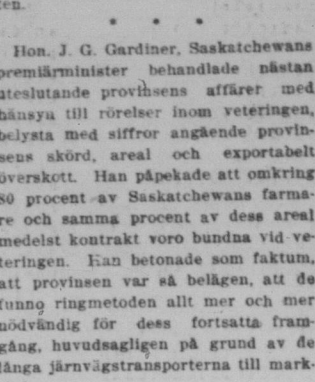 ten.
* * *
Hon. J. G. Gardiner, Saskatchewans
premiärminister behandlade nästan
uteslutande provinsens affärer med
hänsyn till rörelser inom veteringen,
belysta med siffror angående provin-
sens skörd, areal och exportabelt
överskott. Han påpekade att omkring
80 procent av Saskatchewans farma-
re och samma procent av dess areal
medelst kontrakt voro bundna vid ve-
teringen. Han betonade som faktum,
att provinsen var så belägen, att de
funno ringmetoden allt mer och mer
nödvändig för dess fortsatta fram-
gång, huvudsagligen på grund av de
långa järnvägstransporterna till mark-